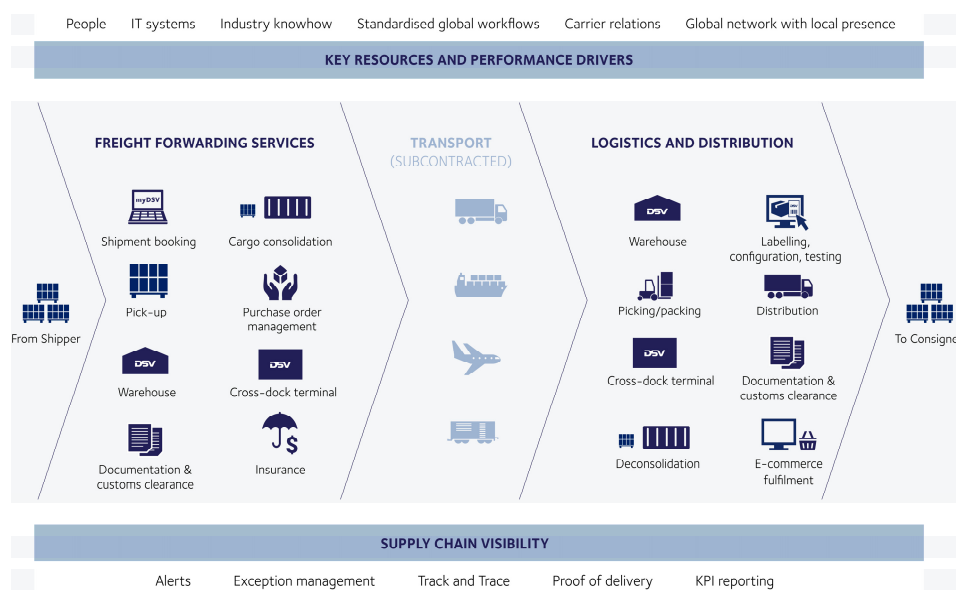 People IT systems Industry knowhow Standardised global workflows Carrier relations Global network with local presence
KEY RESOURCES AND PERFORMANCE DRIVERS
FREIGHT FORWARDING SERVICES
TRANSPORT
(SUBCONTRACTED)
LOGISTICS AND DISTRIBUTION
myDSV
Shipment booking
Cargo consolidation
Pick-up
Purchase order
management
DSV
Warehouse
DSV
Cross-dock terminal
Documentation &
customs clearance
Insurance
$
DSV
Warehouse
DSV
Labelling,
configuration, testing
Picking/packing
Distribution
DSV
Cross-dock terminal
Documentation &
customs clearance
Deconsolidation
E-commerce
fulfilment
From Shipper
To Consigne
SUPPLY CHAIN VISIBILITY
Alerts Exception management Track and Trace Proof of delivery KPI reporting